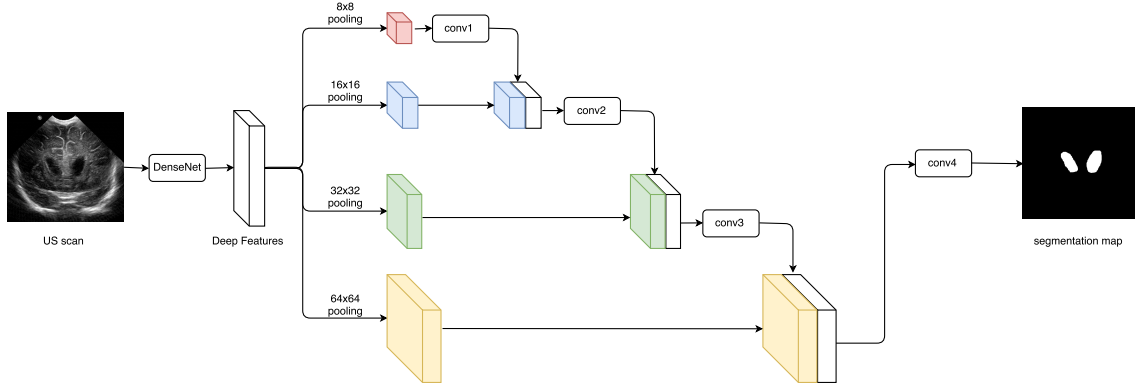 8x8
pooling
conv1
16x16
pooling
conv2
DenseNet
conv4
32x32
pooling
conv3
US scan
Deep Features
segmentation map
64x64
pooling